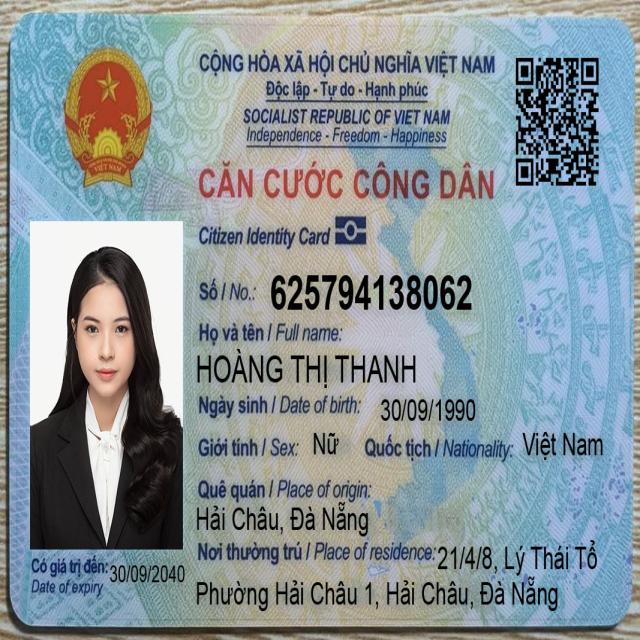 CỘNG HÒA XÃ HỘI CHỦ NGHĨA VIỆT NAM
Độc lập - Tự do - Hạnh phúc
SOCIALIST REPUBLIC OF VIET NAM
Independence - Freedom - Happiness
CĂN CƯỚC CÔNG DÂN
Citizen Identity Card
Số / No.: 625794138062
Họ và tên / Full name:
HOÀNG THỊ THANH
Ngày sinh / Date of birth: 30/09/1990
Giới tính / Sex: Nữ Quốc tịch / Nationality: Việt Nam
Quê quán / Place of origin:
Hải Châu, Đà Nẵng
Nơi thường trú / Place of residence: 21/4/8, Lý Thái Tổ
Phường Hải Châu 1, Hải Châu, Đà Nẵng
Có giá trị đến: 30/09/2040
Date of expiry
VIỆT NAM